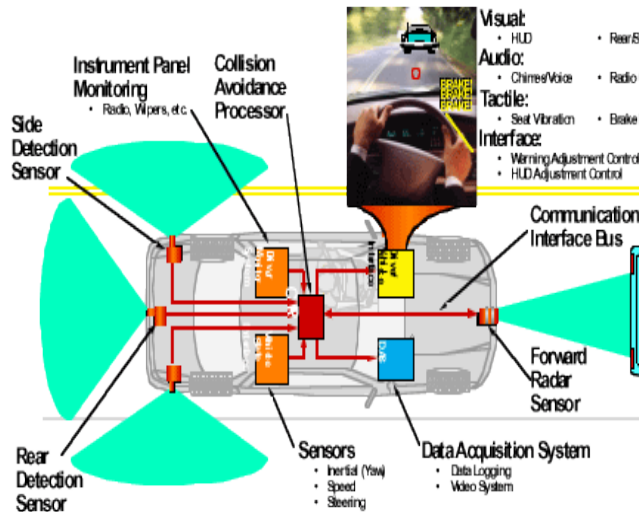 Visual:
• HUD • Rear/S
Audio:
• Chimes/Voice • Radio
Tactile:
• Seat Vibration • Brake
Interface:
• Warning Adjustment Control
• HUD Adjustment Control
BRAKE!
BRAKE!
BRAKE!
Instrument Panel
Monitoring
• Radio, Wipers, etc.
Collision
Avoidance
Processor
Side
Detection
Sensor
Communication
Interface Bus
Forward
Radar
Sensor
Rear
Detection
Sensor
Sensors
• Inertial (Yaw)
• Speed
• Steering
Data Acquisition System
• Data Logging
• Video System